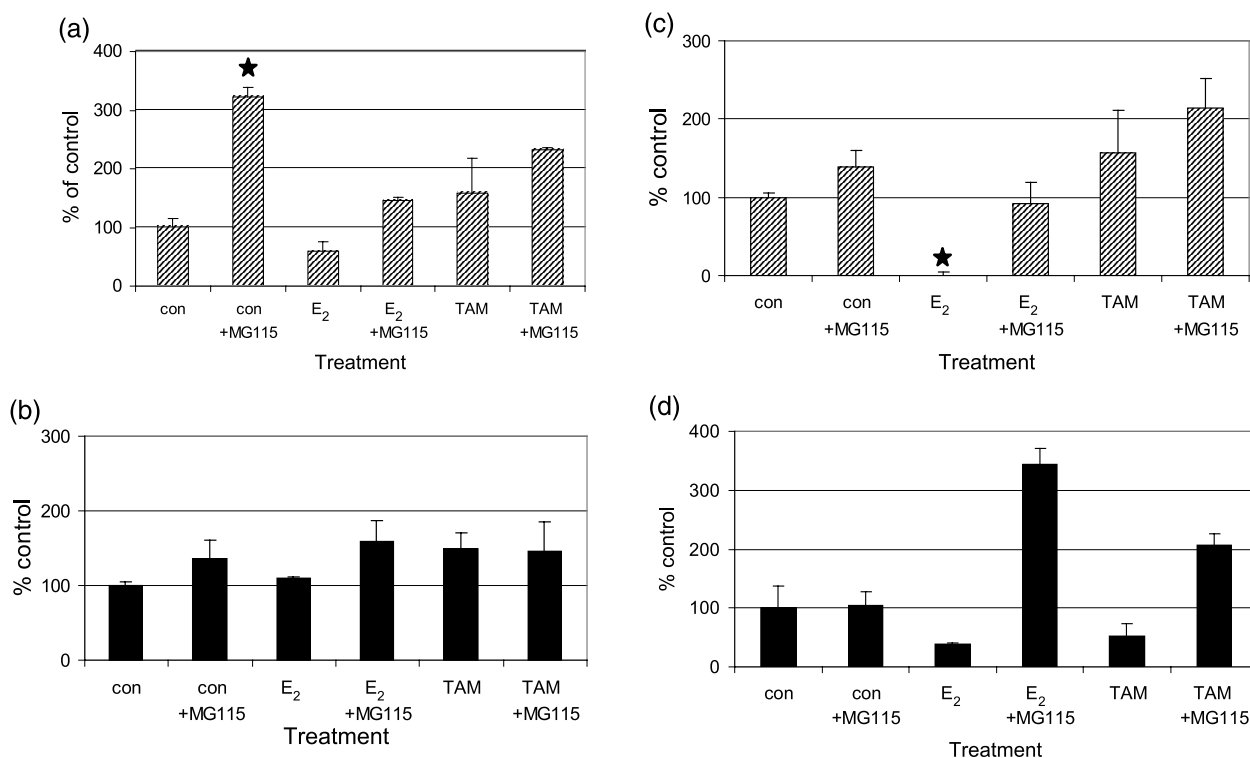 (a)
% of control
400
300
200
100
0
con
con
+MG115
E2
E2
+MG115
TAM
TAM
+MG115
Treatment
(b)
% control
300
200
100
0
con
con
+MG115
E2
E2
+MG115
TAM
TAM
+MG115
Treatment
(c)
% control
300
200
100
0
con
con
+MG115
E2
E2
+MG115
TAM
TAM
+MG115
Treatment
(d)
% control
400
300
200
100
0
con
con
+MG115
E2
E2
+MG115
TAM
TAM
+MG115
Treatment